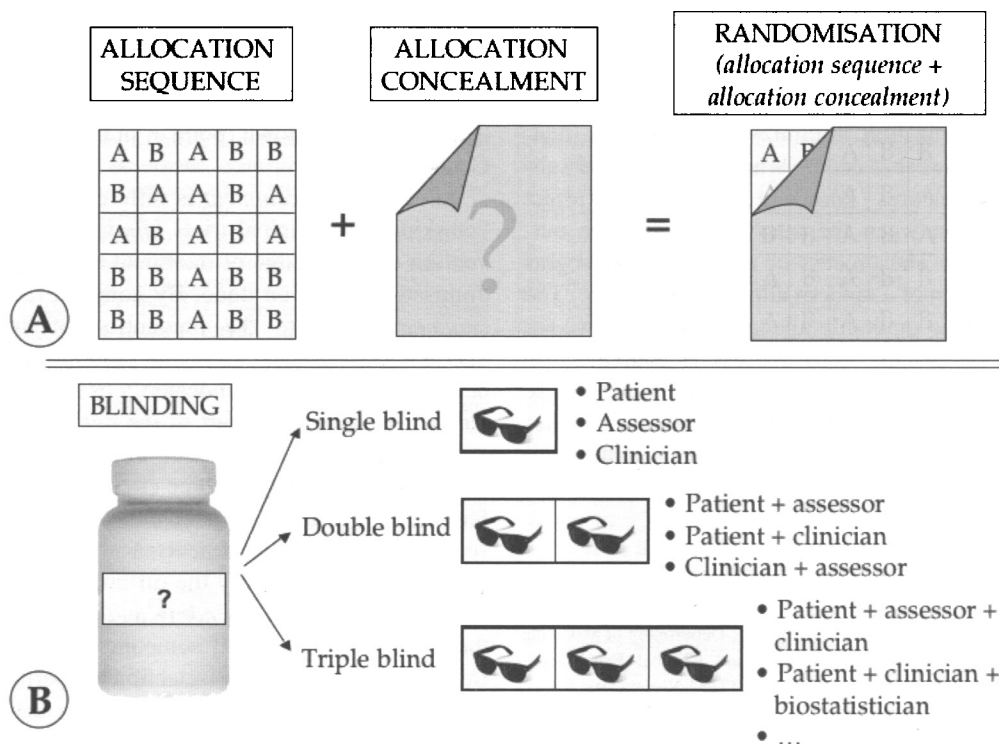 ALLOCATION
SEQUENCE
ALLOCATION
CONCEALMENT
RANDOMISATION
(allocation sequence +
allocation concealment)
A B A B B
B A A B A
A B A B A
B B A B B
B B A B B
+
?
=
A B
A
A
BLINDING
?
Single blind
• Patient
• Assessor
• Clinician
Double blind
• Patient + assessor
• Patient + clinician
• Clinician + assessor
Triple blind
• Patient + assessor +
clinician
• Patient + clinician +
biostatistician
• ...
B